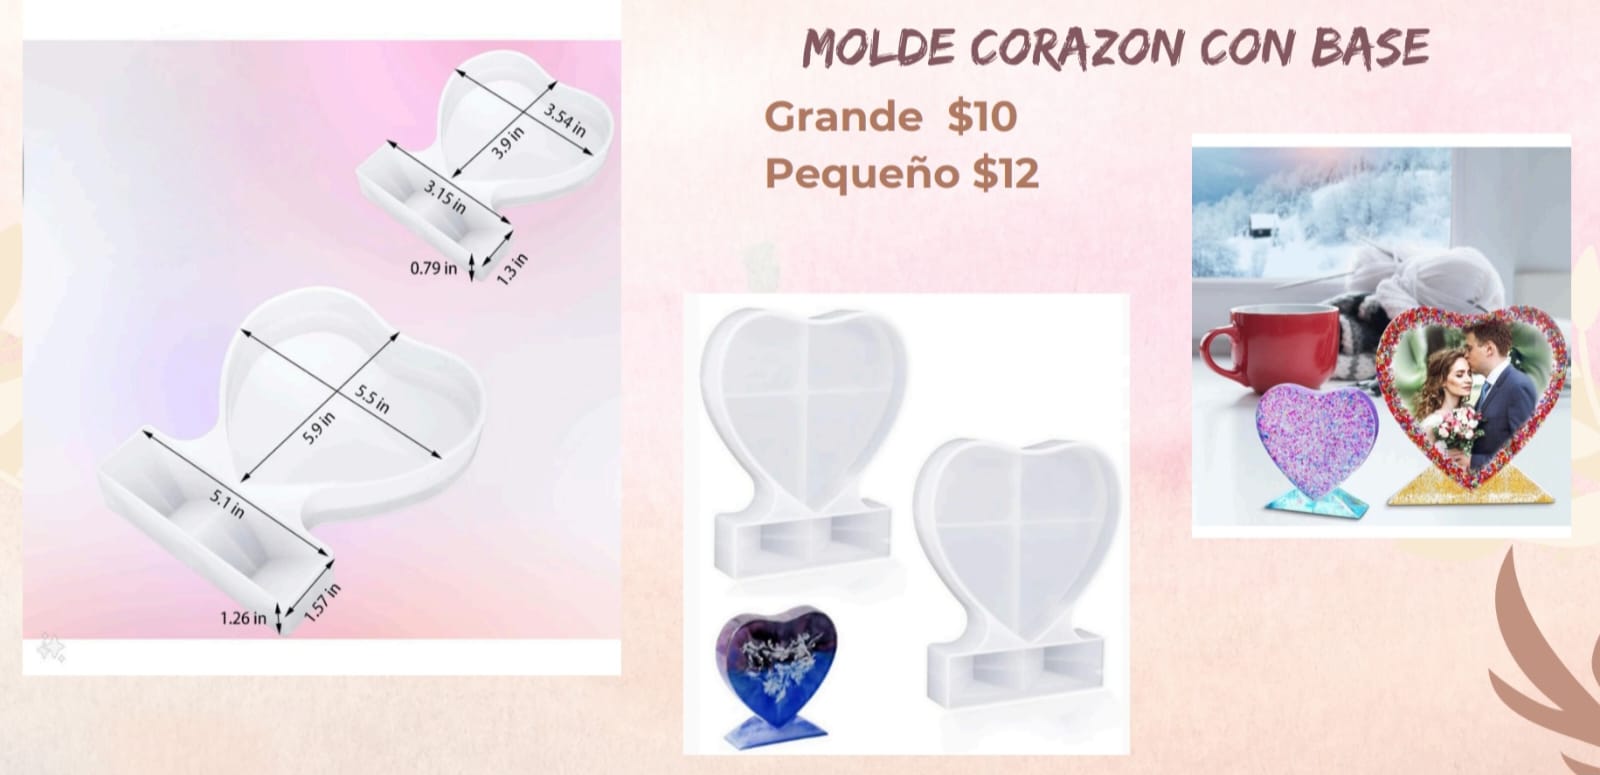 MOLDE CORAZON CON BASE
Grande $10
Pequeño $12
3.54 in
3.9 in
3.15 in
0.79 in
1.3 in
5.5 in
5.9 in
5.1 in
1.26 in
1.57 in